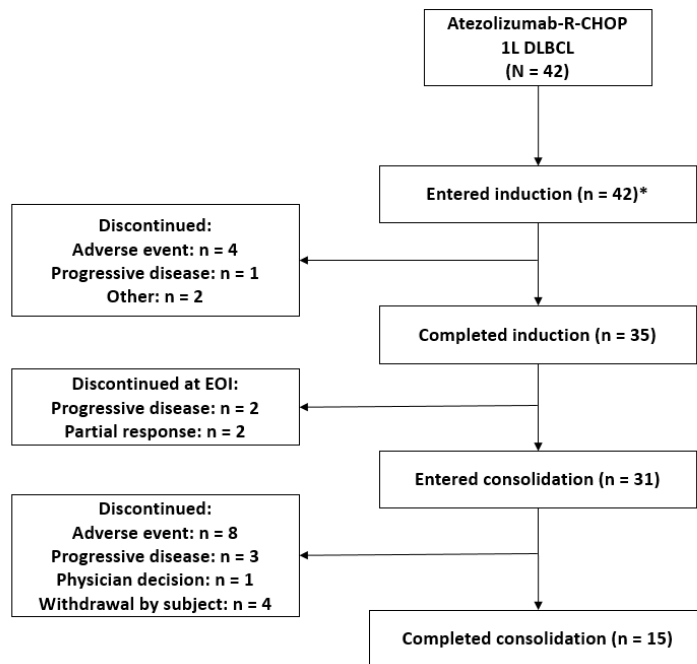 Atezolizumab-R-CHOP
1L DLBCL
(N = 42)
Entered induction (n = 42)*
Discontinued:
Adverse event: n = 4
Progressive disease: n = 1
Other: n = 2
Completed induction (n = 35)
Discontinued at EOI:
Progressive disease: n = 2
Partial response: n = 2
Entered consolidation (n = 31)
Discontinued:
Adverse event: n = 8
Progressive disease: n = 3
Physician decision: n = 1
Withdrawal by subject: n = 4
Completed consolidation (n = 15)